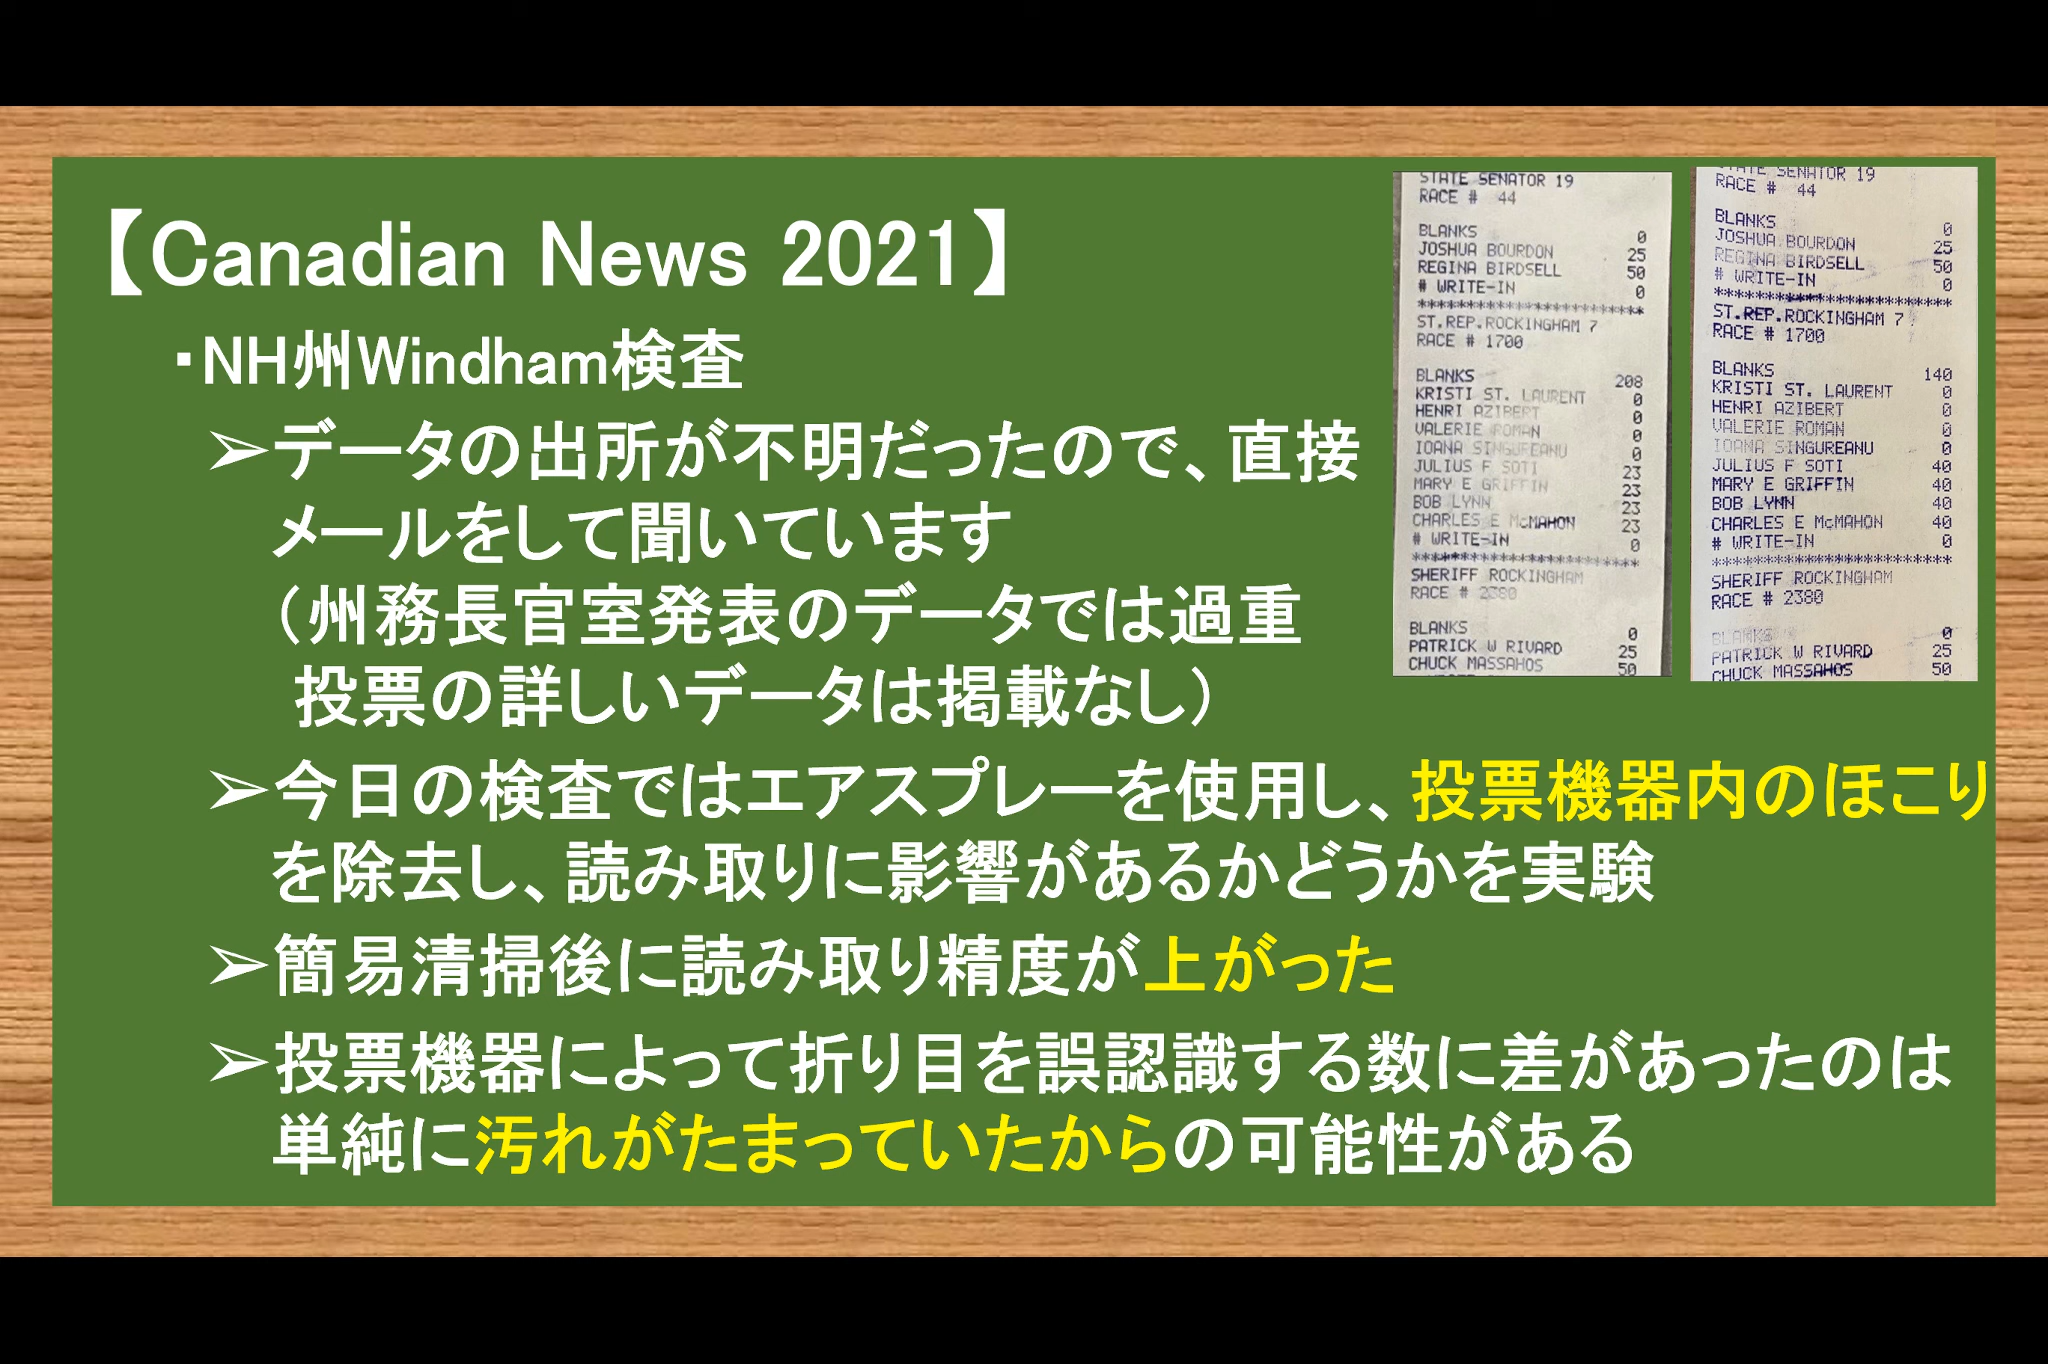 【Canadian News 2021】
・NH州Windham検査
➢データの出所が不明だったので、直接
メールをして聞いています
（州務長官室発表のデータでは過重
投票の詳しいデータは掲載なし）
➢今日の検査ではエアスプレーを使用し、投票機器内のほこり
を除去し、読み取りに影響があるかどうかを実験
➢簡易清掃後に読み取り精度が上がった
➢投票機器によって折り目を誤認識する数に差があったのは
単純に汚れがたまっていたからの可能性がある
STATE SENATOR 19
RACE # 44
BLANKS 0
JOSHUA BOURDON 25
REGINA BIRDSELL 50
# WRITE-IN 0
************************
ST.REP.ROCKINGHAM 7
RACE # 1700
BLANKS 208
KRISTI ST. LAURENT 0
HENRI AZIBERT 0
VALERIE ROMAN 0
IOANA SINGUREANU 0
JULIUS F SOTI 23
MARY E GRIFFIN 23
BOB LYNN 23
CHARLES E McMAHON 23
# WRITE-IN 0
************************
SHERIFF ROCKINGHAM
RACE # 2380
BLANKS 0
PATRICK W RIVARD 25
CHUCK MASSAHOS 50
STATE SENATOR 19
RACE # 44
BLANKS 0
JOSHUA BOURDON 25
REGINA BIRDSELL 50
# WRITE-IN 0
************************
ST.REP.ROCKINGHAM 7
RACE # 1700
BLANKS 140
KRISTI ST. LAURENT 0
HENRI AZIBERT 0
VALERIE ROMAN 0
IOANA SINGUREANU 0
JULIUS F SOTI 40
MARY E GRIFFIN 40
BOB LYNN 40
CHARLES E McMAHON 40
# WRITE-IN 0
************************
SHERIFF ROCKINGHAM
RACE # 2380
BLANKS 0
PATRICK W RIVARD 25
CHUCK MASSAHOS 50